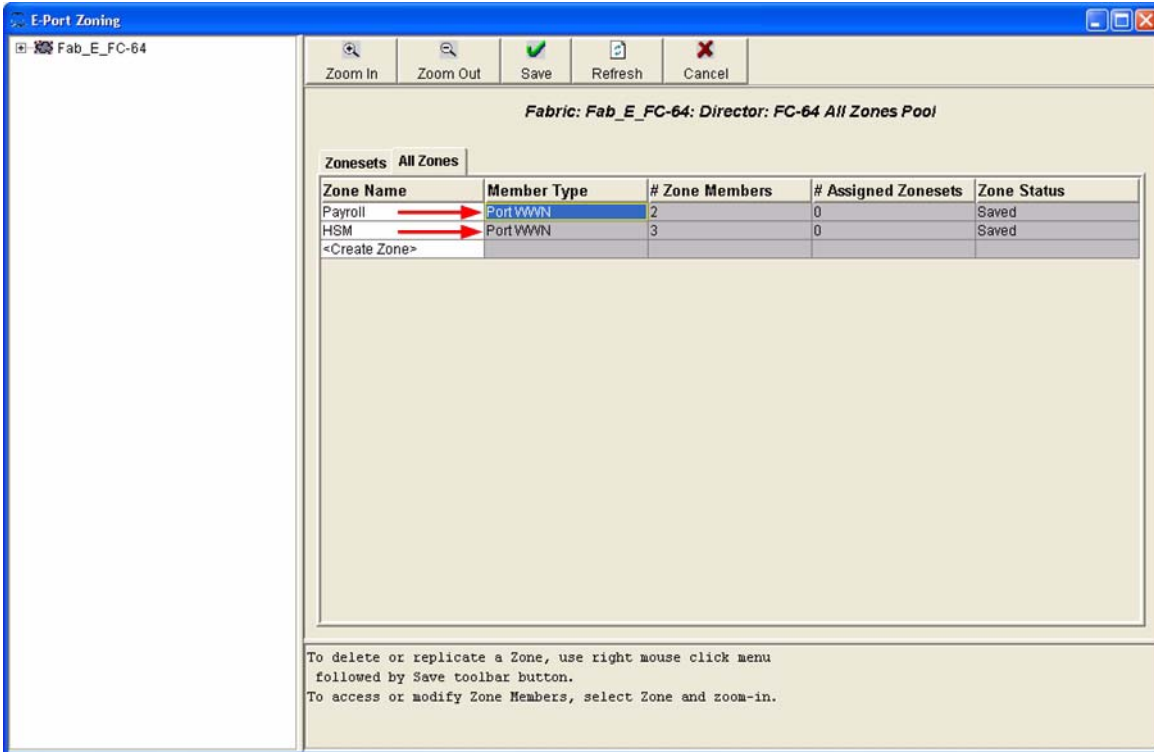 E-Port Zoning
Fab_E_FC-64
Zoom In Zoom Out Save Refresh Cancel
Fabric: Fab_E_FC-64: Director: FC-64 All Zones Pool
Zonesets All Zones
Zone Name Member Type # Zone Members # Assigned Zonesets Zone Status
Payroll Port WWN 2 0 Saved
HSM Port WWN 3 0 Saved
<Create Zone>
To delete or replicate a Zone, use right mouse click menu
followed by Save toolbar button.
To access or modify Zone Members, select Zone and zoom-in.